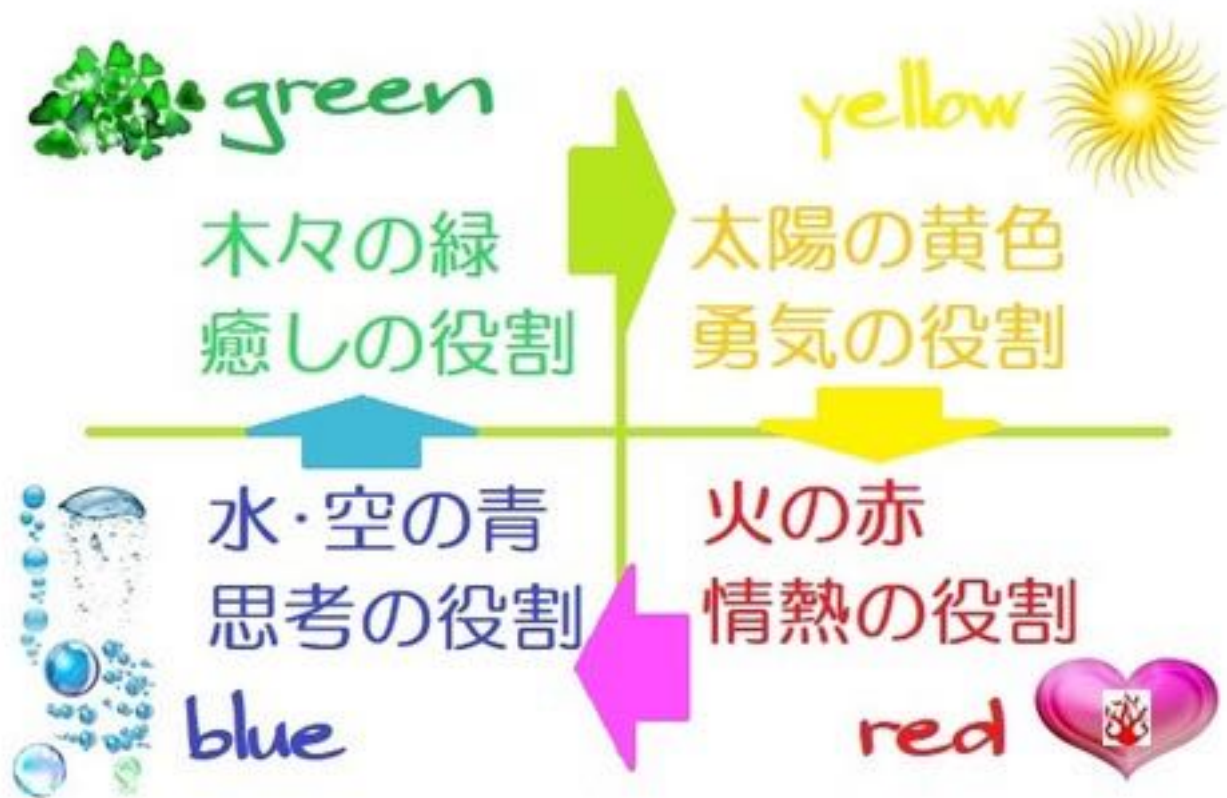 green
木々の緑
癒しの役割
yellow
太陽の黄色
勇気の役割
水·空の青
思考の役割
blue
火の赤
情熱の役割
red